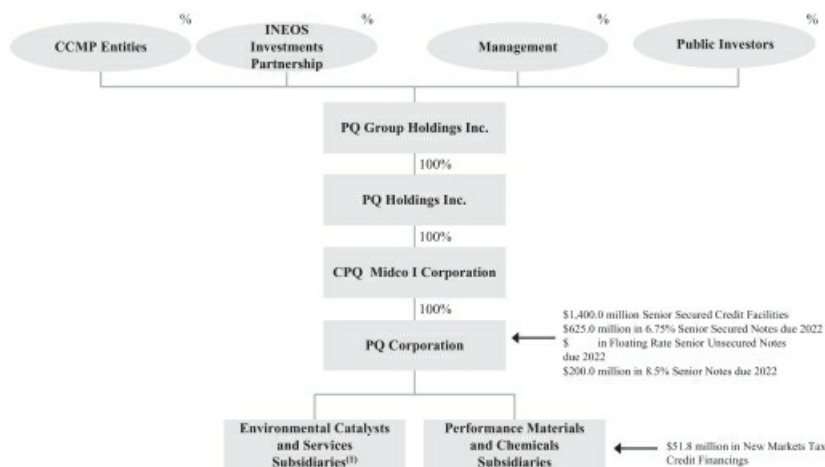 %
%
%
%
CCMP Entities
INEOS
Investments
Partnership
Management
Public Investors
PQ Group Holdings Inc.
100%
PQ Holdings Inc.
100%
CPQ Midco I Corporation
100%
PQ Corporation
$1,400.0 million Senior Secured Credit Facilities
$625.0 million in 6.75% Senior Secured Notes due 2022
$ in Floating Rate Senior Unsecured Notes
due 2022
$200.0 million in 8.5% Senior Notes due 2022
Environmental Catalysts
and Services
Subsidiaries(1)
Performance Materials
and Chemicals
Subsidiaries
$51.8 million in New Markets Tax
Credit Financings